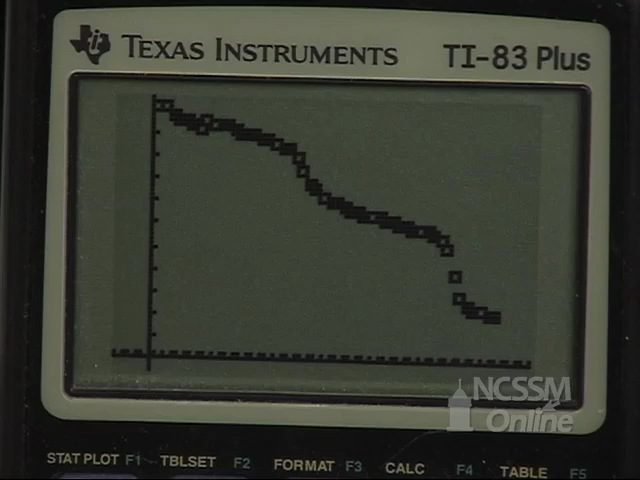 TEXAS INSTRUMENTS TI-83 Plus
NCSSM
Online
STAT PLOT F1 TBLSET F2 FORMAT F3 CALC F4 TABLE F5